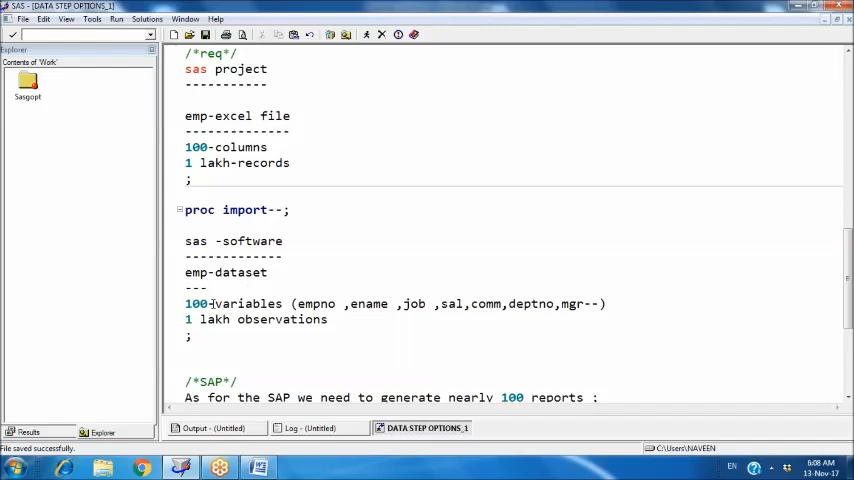 SAS - [DATA STEP OPTIONS_1]
File Edit View Tools Run Solutions Window Help
Explorer
Contents of 'Work'
Sasgopt
/*req*/
sas project
-----------
emp-excel file
--------------
100-columns
1 lakh-records
;
proc import--;
sas -software
-------------
emp-dataset
---
100-variables (empno ,ename ,job ,sal,comm,deptno,mgr--)
1 lakh observations
;
/*SAP*/
As for the SAP we need to generate nearly 100 reports ;
Results
Explorer
Output - (Untitled)
Log - (Untitled)
DATA STEP OPTIONS_1
File saved successfully.
C:\Users\NAVEEN
EN
6:08 AM
13-Nov-17